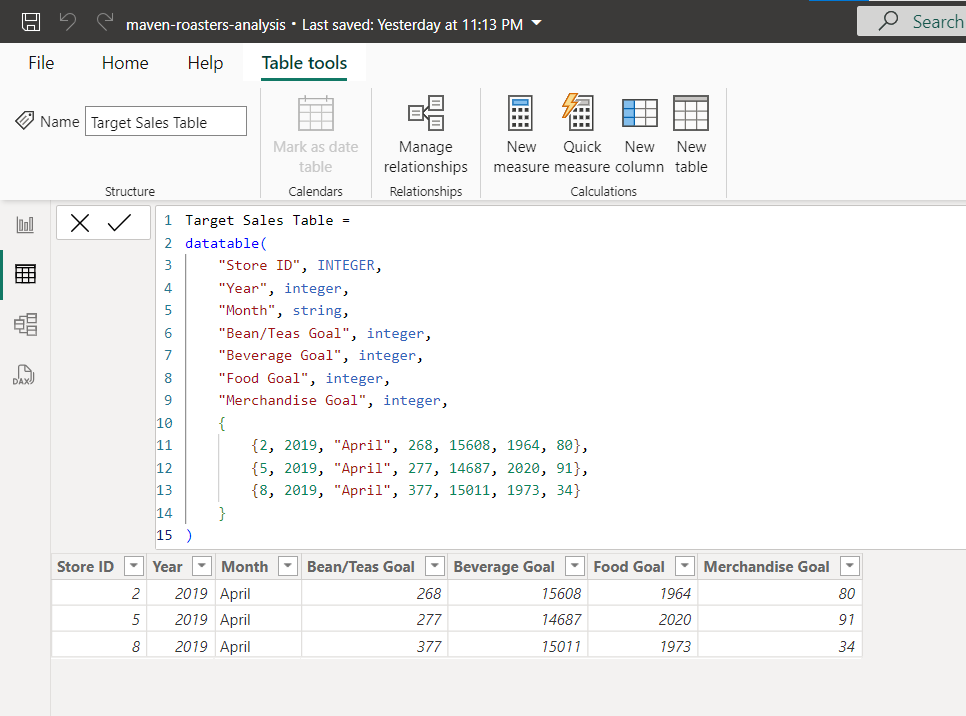 maven-roasters-analysis • Last saved: Yesterday at 11:13 PM
Search
File Home Help Table tools
Name Target Sales Table
Mark as date table
Manage relationships
New measure
Quick measure
New column
New table
Structure Calendars Relationships Calculations
DAX
1 Target Sales Table =
2 datatable(
3 "Store ID", INTEGER,
4 "Year", integer,
5 "Month", string,
6 "Bean/Teas Goal", integer,
7 "Beverage Goal", integer,
8 "Food Goal", integer,
9 "Merchandise Goal", integer,
10 {
11 {2, 2019, "April", 268, 15608, 1964, 80},
12 {5, 2019, "April", 277, 14687, 2020, 91},
13 {8, 2019, "April", 377, 15011, 1973, 34}
14 }
15 )
Store ID Year Month Bean/Teas Goal Beverage Goal Food Goal Merchandise Goal
2 2019 April 268 15608 1964 80
5 2019 April 277 14687 2020 91
8 2019 April 377 15011 1973 34